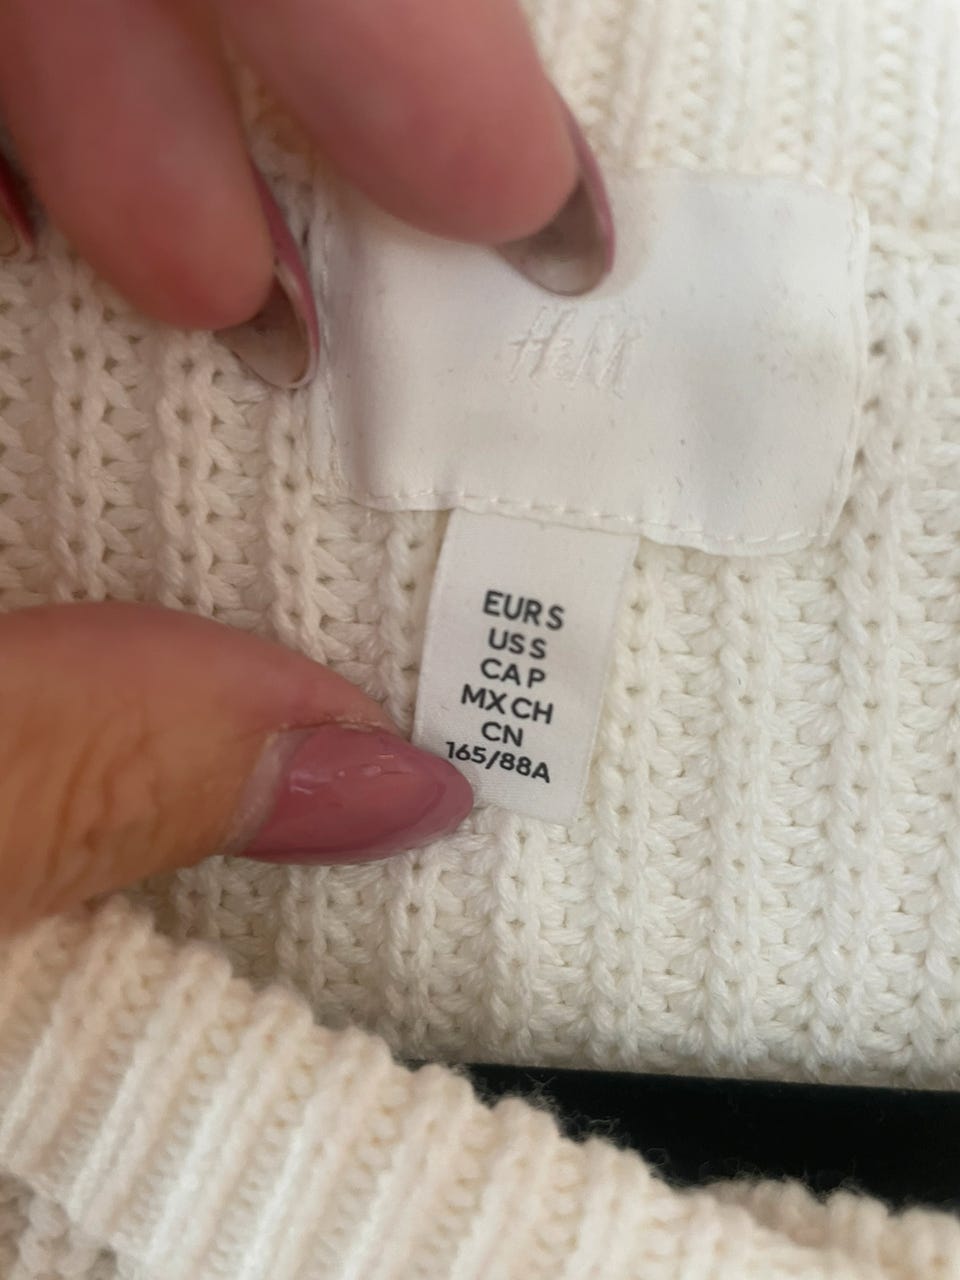 H&M
EUR S
US S
CA P
MX CH
CN
165/88A